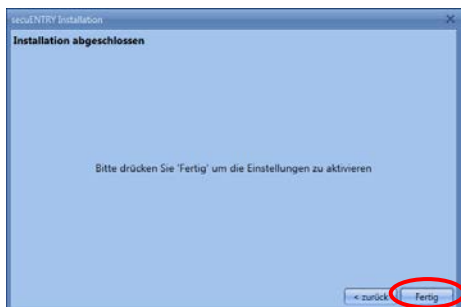 secuENTRY Installation
Installation abgeschlossen
Bitte drücken Sie 'Fertig' um die Einstellungen zu aktivieren
< zurück
Fertig